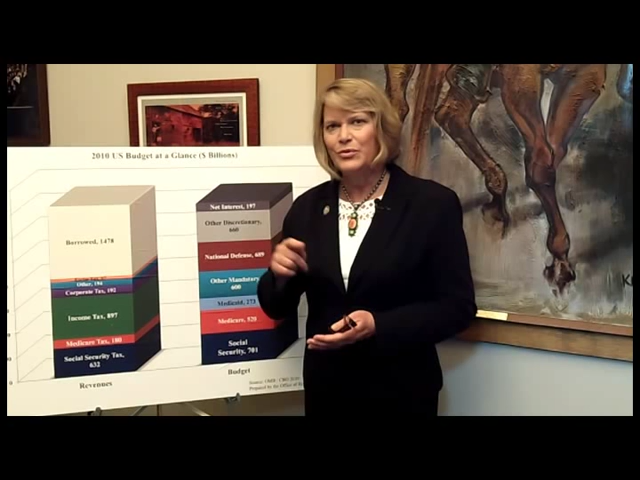 2010 US Budget at a Glance ($ Billions)
Borrowed, 1478
Other, 194
Corporate Tax, 192
Income Tax, 897
Medicare Tax, 180
Social Security Tax,
632
Revenues
Net Interest, 197
Other Discretionary,
660
National Defense, 689
Other Mandatory
600
Medicaid, 273
Medicare, 520
Social
Security, 701
Budget